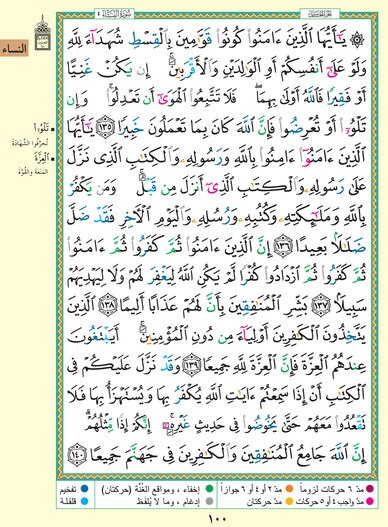 سُورَةُ النِّسَاء ٤
النساء
۞ يَـٰٓأَيُّهَا ٱلَّذِينَ ءَامَنُوا۟ كُونُوا۟ قَوَّٰمِينَ بِٱلْقِسْطِ شُهَدَآءَ لِلَّهِ
وَلَوْ عَلَىٰٓ أَنفُسِكُمْ أَوِ ٱلْوَٰلِدَيْنِ وَٱلْأَقْرَبِينَ ۚ إِن يَكُنْ غَنِيًّا
أَوْ فَقِيرًا فَٱللَّهُ أَوْلَىٰ بِهِمَا ۖ فَلَا تَتَّبِعُوا۟ ٱلْهَوَىٰٓ أَن تَعْدِلُوا۟ ۚ وَإِن
تَلْوُۥٓا۟ أَوْ تُعْرِضُوا۟ فَإِنَّ ٱللَّهَ كَانَ بِمَا تَعْمَلُونَ خَبِيرًا ١٣٥ يَـٰٓأَيُّهَا
ٱلَّذِينَ ءَامَنُوٓا۟ ءَامِنُوا۟ بِٱللَّهِ وَرَسُولِهِۦ وَٱلْكِتَـٰبِ ٱلَّذِى نَزَّلَ
عَلَىٰ رَسُولِهِۦ وَٱلْكِتَـٰبِ ٱلَّذِىٓ أَنزَلَ مِن قَبْلُ ۚ وَمَن يَكْفُرْ
بِٱللَّهِ وَمَلَـٰٓئِكَتِهِۦ وَكُتُبِهِۦ وَرُسُلِهِۦ وَٱلْيَوْمِ ٱلْـَٔاخِرِ فَقَدْ ضَلَّ
ضَلَـٰلًۢا بَعِيدًا ١٣٦ إِنَّ ٱلَّذِينَ ءَامَنُوا۟ ثُمَّ كَفَرُوا۟ ثُمَّ ءَامَنُوا۟
ثُمَّ كَفَرُوا۟ ثُمَّ ٱزْدَادُوا۟ كُفْرًا لَّمْ يَكُنِ ٱللَّهُ لِيَغْفِرَ لَهُمْ وَلَا لِيَهْدِيَهُمْ
سَبِيلًۢا ١٣٧ بَشِّرِ ٱلْمُنَـٰفِقِينَ بِأَنَّ لَهُمْ عَذَابًا أَلِيمًا ١٣٨ ٱلَّذِينَ
يَتَّخِذُونَ ٱلْكَـٰفِرِينَ أَوْلِيَآءَ مِن دُونِ ٱلْمُؤْمِنِينَ ۚ أَيَبْتَغُونَ
عِندَهُمُ ٱلْعِزَّةَ فَإِنَّ ٱلْعِزَّةَ لِلَّهِ جَمِيعًا ١٣٩ وَقَدْ نَزَّلَ عَلَيْكُمْ فِى
ٱلْكِتَـٰبِ أَنْ إِذَا سَمِعْتُمْ ءَايَـٰتِ ٱللَّهِ يُكْفَرُ بِهَا وَيُسْتَهْزَأُ بِهَا فَلَا
تَقْعُدُوا۟ مَعَهُمْ حَتَّىٰ يَخُوضُوا۟ فِى حَدِيثٍ غَيْرِهِۦٓ ۚ إِنَّكُمْ إِذًا مِّثْلُهُمْ ۗ
إِنَّ ٱللَّهَ جَامِعُ ٱلْمُنَـٰفِقِينَ وَٱلْكَـٰفِرِينَ فِى جَهَنَّمَ جَمِيعًا ١٤٠
تَلْوُۥا
تُحَرِّفُوا الشَّهَادَةَ
الْعِزَّةَ
المَنَعَةَ والقُوَّةَ
مدّ ٦ حركات لزوماً
مدّ ٢ أو ٤ أو ٦ جوازاً
إخفاء ، ومواقع الغُنَّة (حركتان)
تفخيم
مدّ واجب ٤ أو ٥ حركات
مدّ حركتان
إدغام ، وما لا يُلفَظ
قلقلة
١٠٠